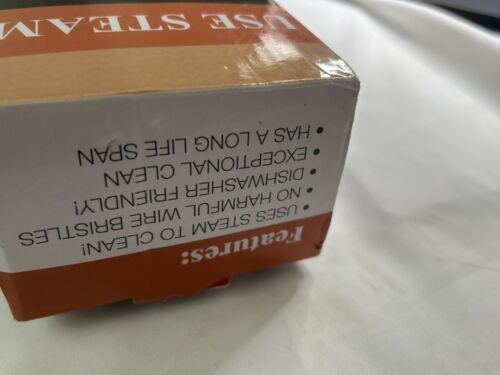 USE STEAM
Features:
• USES STEAM TO CLEAN!
• NO HARMFUL WIRE BRISTLES
• DISHWASHER FRIENDLY!
• EXCEPTIONAL CLEAN
• HAS A LONG LIFE SPAN